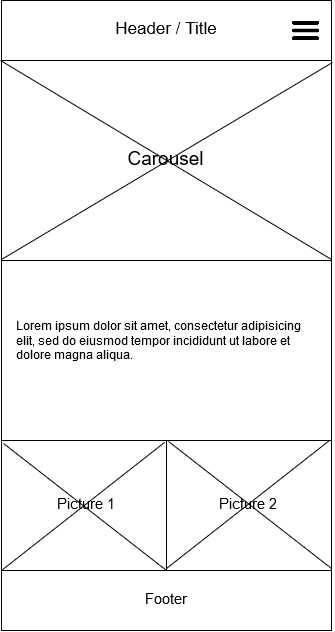 Header / Title
Carousel
Lorem ipsum dolor sit amet, consectetur adipisicing
elit, sed do eiusmod tempor incididunt ut labore et
dolore magna aliqua.
Picture 1
Picture 2
Footer